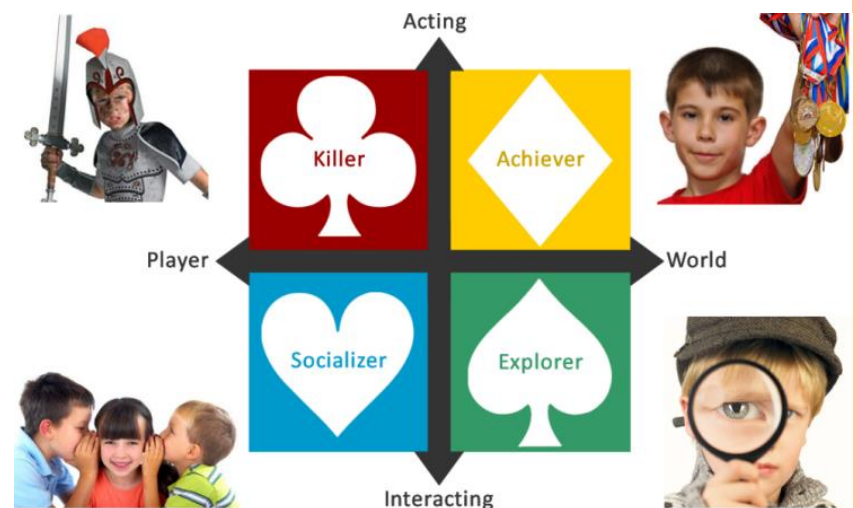 Acting
Killer
Achiever
Player
World
Socializer
Explorer
Interacting